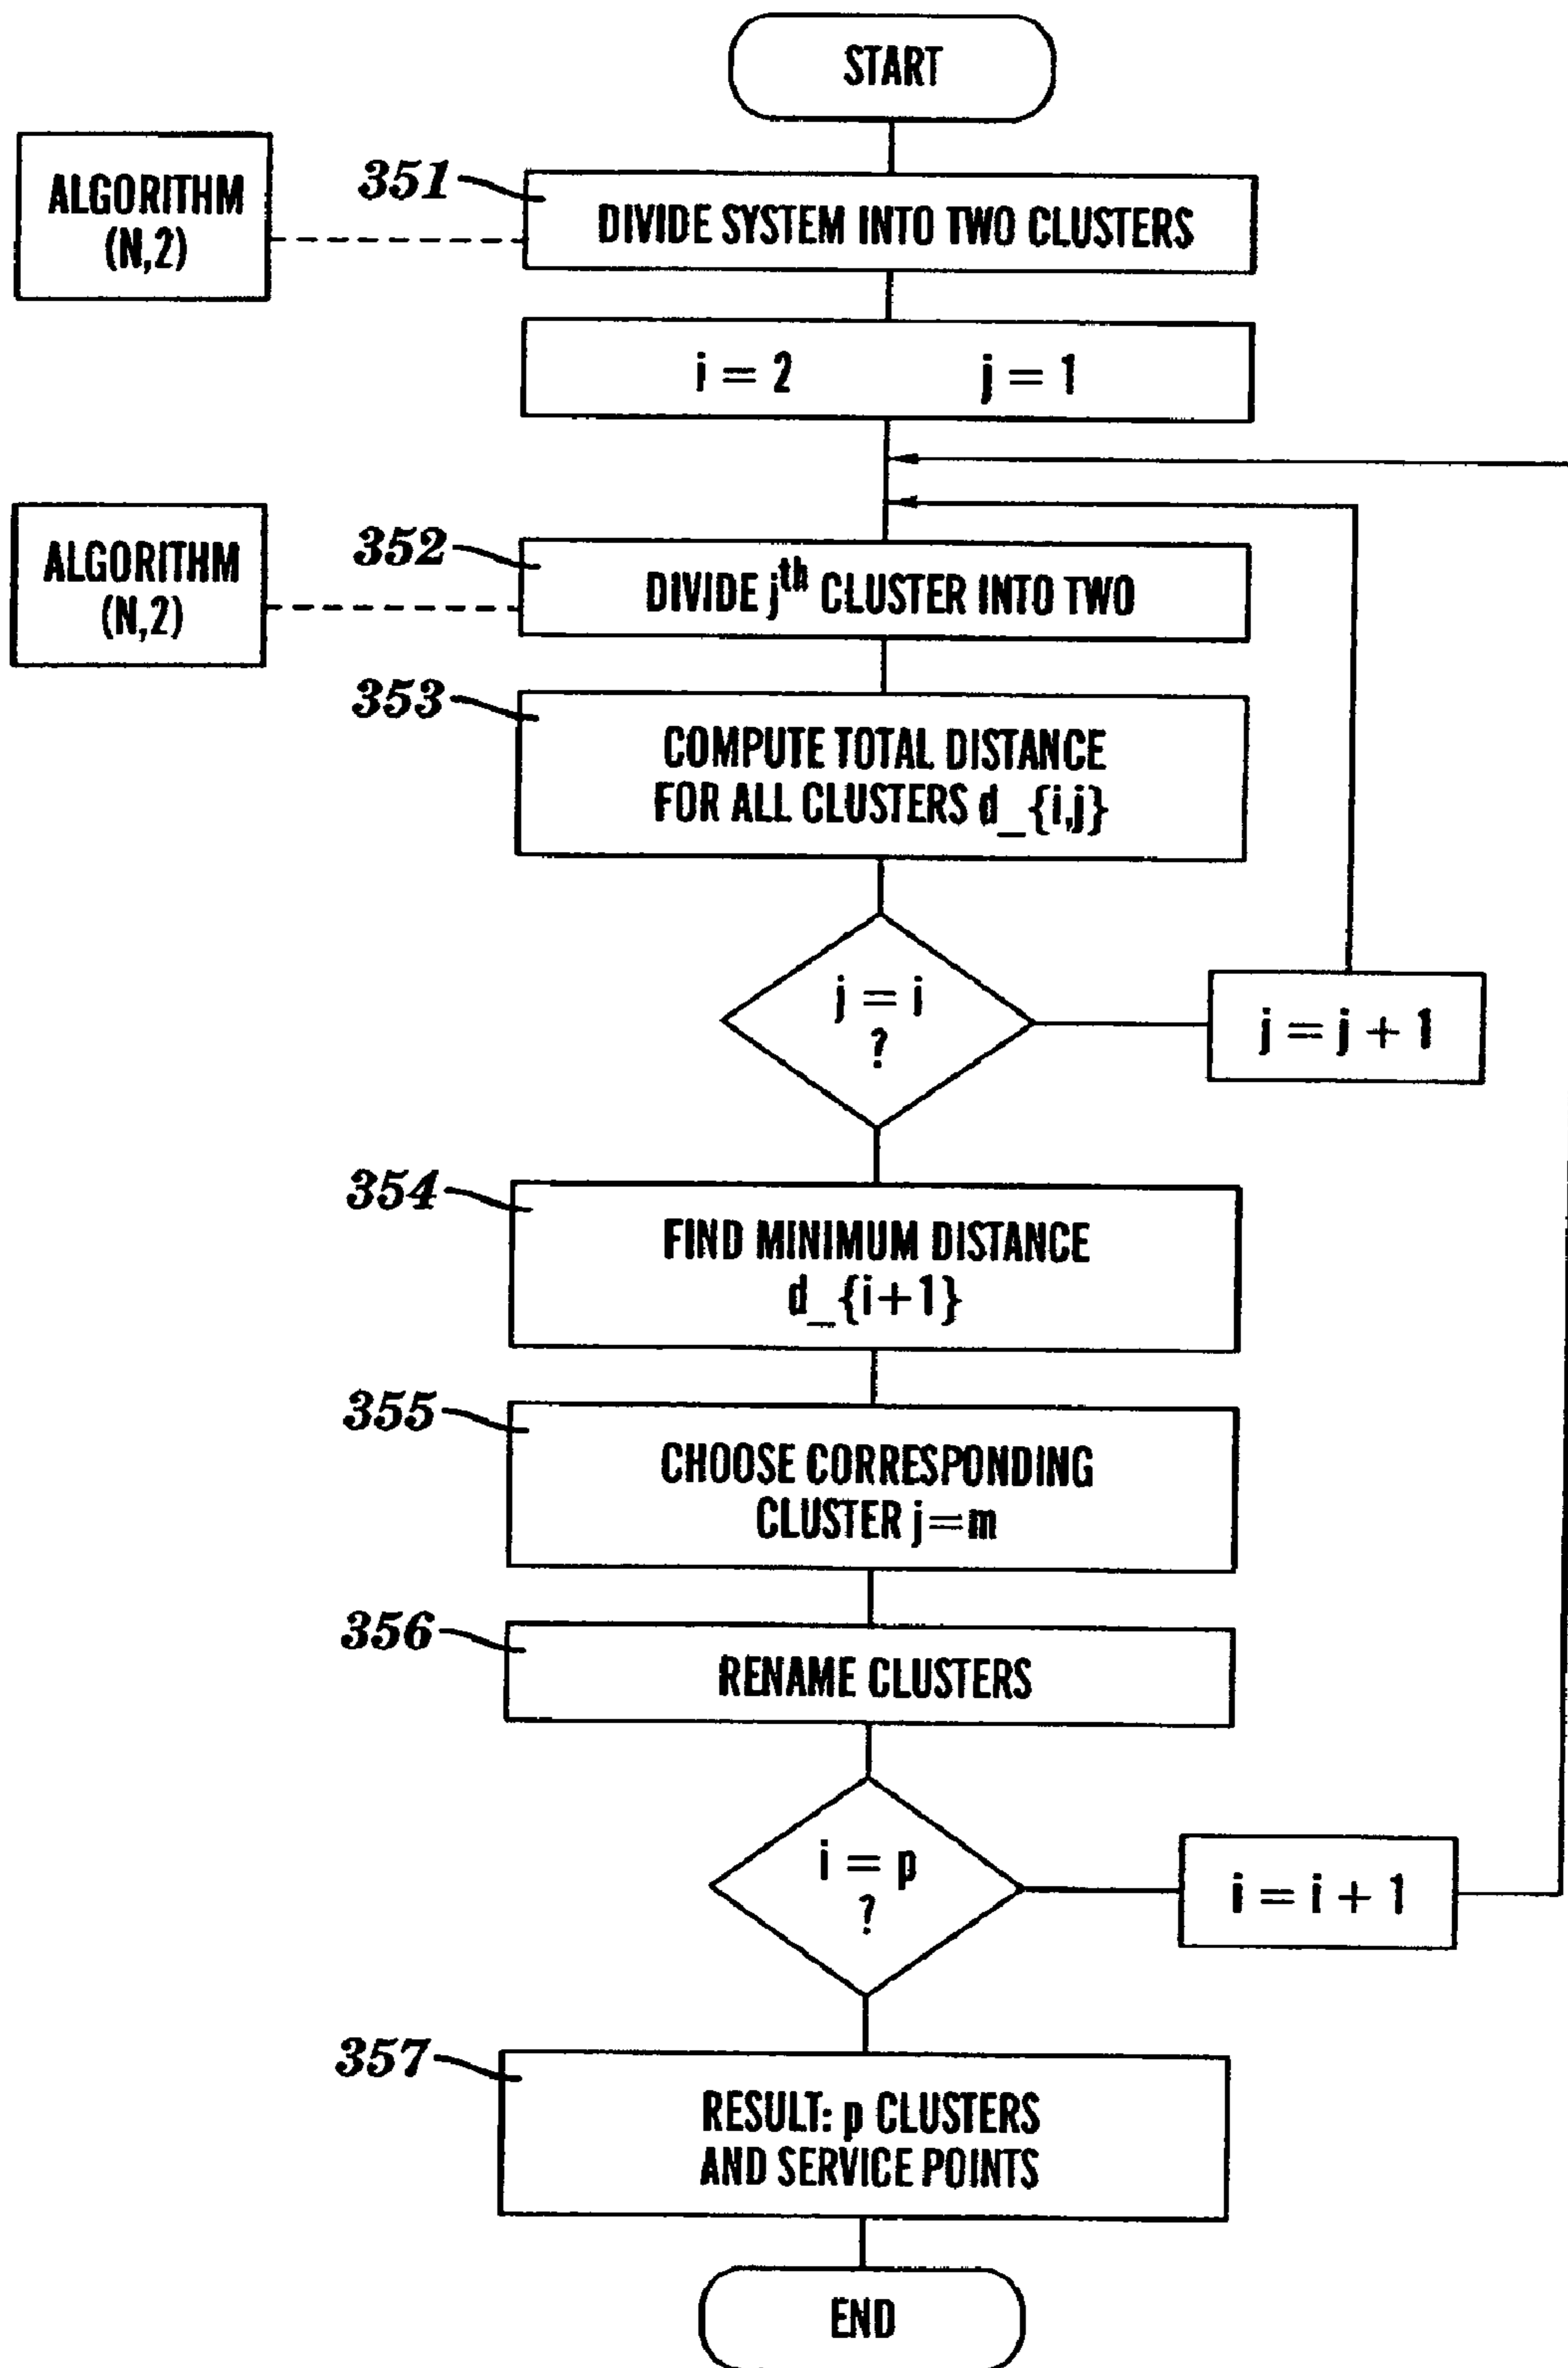 START
ALGORITHM
(N,2)
351
DIVIDE SYSTEM INTO TWO CLUSTERS
i = 2 j = 1
ALGORITHM
(N,2)
352
DIVIDE jth CLUSTER INTO TWO
353
COMPUTE TOTAL DISTANCE
FOR ALL CLUSTERS d_{i,j}
j = i
?
j = j + 1
354
FIND MINIMUM DISTANCE
d_{i+1}
355
CHOOSE CORRESPONDING
CLUSTER j=m
356
RENAME CLUSTERS
i = p
?
i = i + 1
357
RESULT: p CLUSTERS
AND SERVICE POINTS
END